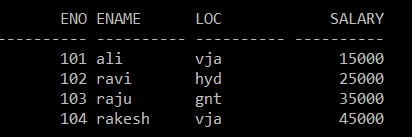 ENO ENAME LOC SALARY
---------- ---------- ---------- ----------
101 ali vja 15000
102 ravi hyd 25000
103 raju gnt 35000
104 rakesh vja 45000